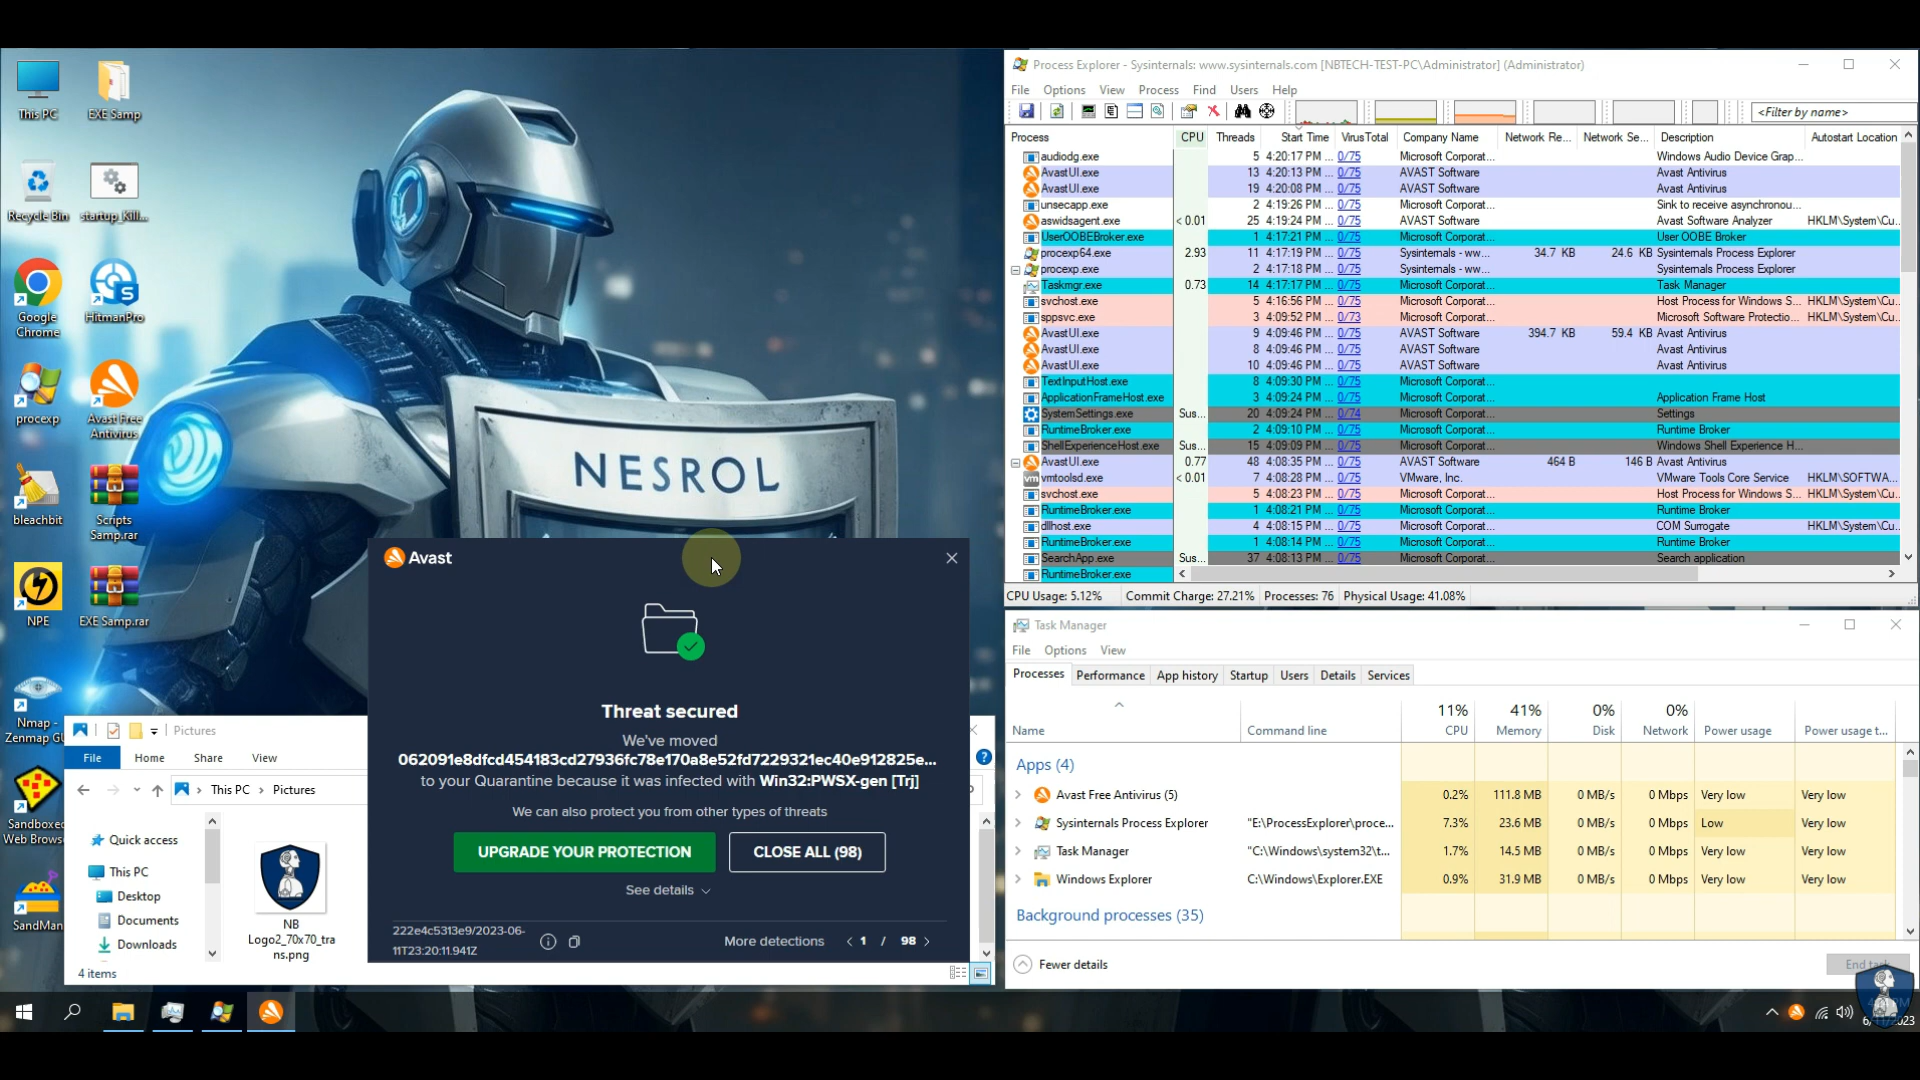 This PC
EXE Samp
Recycle Bin
startup_Kill...
Google
Chrome
HitmanPro
procexp
Avast Free
Antivirus
bleachbit
Scripts
Samp.rar
NPE
EXE Samp.rar
Nmap -
Zenmap GU
Sandboxed
Web Browser
SandMan
NESROL
Process Explorer - Sysinternals: www.sysinternals.com [NBTECH-TEST-PC\Administrator] (Administrator)
File Options View Process Find Users Help
<Filter by name>
Process CPU Threads Start Time VirusTotal Company Name Network Re... Network Se... Description Autostart Location
audiodg.exe 5 4:20:17 PM ... 0/75 Microsoft Corporat... Windows Audio Device Grap...
AvastUI.exe 13 4:20:13 PM ... 0/75 AVAST Software Avast Antivirus
AvastUI.exe 19 4:20:08 PM ... 0/75 AVAST Software Avast Antivirus
unsecapp.exe 2 4:19:26 PM ... 0/75 Microsoft Corporat... Sink to receive asynchronou...
aswidsagent.exe < 0.01 25 4:19:24 PM ... 0/75 AVAST Software Avast Software Analyzer HKLM\System\Cu...
UserOOBEBroker.exe 1 4:17:21 PM ... 0/75 Microsoft Corporat... User OOBE Broker
procexp64.exe 2.93 11 4:17:19 PM ... 0/75 Sysinternals - ww... 34.7 KB 24.6 KB Sysinternals Process Explorer
procexp.exe 2 4:17:18 PM ... 0/75 Sysinternals - ww... Sysinternals Process Explorer
Taskmgr.exe 0.73 14 4:17:17 PM ... 0/75 Microsoft Corporat... Task Manager
svchost.exe 5 4:16:56 PM ... 0/75 Microsoft Corporat... Host Process for Windows S... HKLM\System\Cu...
sppsvc.exe 3 4:09:52 PM ... 0/73 Microsoft Corporat... Microsoft Software Protectio... HKLM\System\Cu...
AvastUI.exe 9 4:09:46 PM ... 0/75 AVAST Software 394.7 KB 59.4 KB Avast Antivirus
AvastUI.exe 8 4:09:46 PM ... 0/75 AVAST Software Avast Antivirus
AvastUI.exe 10 4:09:46 PM ... 0/75 AVAST Software Avast Antivirus
TextInputHost.exe 8 4:09:30 PM ... 0/75 Microsoft Corporat...
ApplicationFrameHost.exe 3 4:09:24 PM ... 0/75 Microsoft Corporat... Application Frame Host
SystemSettings.exe Sus... 20 4:09:24 PM ... 0/74 Microsoft Corporat... Settings
RuntimeBroker.exe 2 4:09:10 PM ... 0/75 Microsoft Corporat... Runtime Broker
ShellExperienceHost.exe Sus... 15 4:09:09 PM ... 0/75 Microsoft Corporat... Windows Shell Experience H...
AvastUI.exe 0.77 48 4:08:35 PM ... 0/75 AVAST Software 464 B 146 B Avast Antivirus
vmtoolsd.exe < 0.01 7 4:08:28 PM ... 0/75 VMware, Inc. VMware Tools Core Service HKLM\SOFTWA...
svchost.exe 5 4:08:23 PM ... 0/75 Microsoft Corporat... Host Process for Windows S... HKLM\System\Cu...
RuntimeBroker.exe 1 4:08:21 PM ... 0/75 Microsoft Corporat... Runtime Broker
dllhost.exe 4 4:08:15 PM ... 0/75 Microsoft Corporat... COM Surrogate HKLM\System\Cu...
RuntimeBroker.exe 1 4:08:14 PM ... 0/75 Microsoft Corporat... Runtime Broker
SearchApp.exe Sus... 37 4:08:13 PM ... 0/75 Microsoft Corporat... Search application
RuntimeBroker.exe
CPU Usage: 5.12% Commit Charge: 27.21% Processes: 76 Physical Usage: 41.08%
Avast
Threat secured
We've moved
062091e8dfcd454183cd27936fc78e170a8e52fd7229321ec40e912825e...
to your Quarantine because it was infected with Win32:PWSX-gen [Trj]
We can also protect you from other types of threats
UPGRADE YOUR PROTECTION
CLOSE ALL (98)
See details
222e4c5313e9/2023-06-
11T23:20:11.941Z
More detections 1 / 98
Pictures
File Home Share View
This PC Pictures
Quick access
This PC
Desktop
Documents
Downloads
NB
Logo2_70x70_tra
ns.png
4 items
Task Manager
File Options View
Processes Performance App history Startup Users Details Services
11% 41% 0% 0%
Name Command line CPU Memory Disk Network Power usage Power usage t...
Apps (4)
Avast Free Antivirus (5) 0.2% 111.8 MB 0 MB/s 0 Mbps Very low Very low
Sysinternals Process Explorer "E:\ProcessExplorer\proce... 7.3% 23.6 MB 0 MB/s 0 Mbps Low Very low
Task Manager "C:\Windows\system32\t... 1.7% 14.5 MB 0 MB/s 0 Mbps Very low Very low
Windows Explorer C:\Windows\Explorer.EXE 0.9% 31.9 MB 0 MB/s 0 Mbps Very low Very low
Background processes (35)
Fewer details